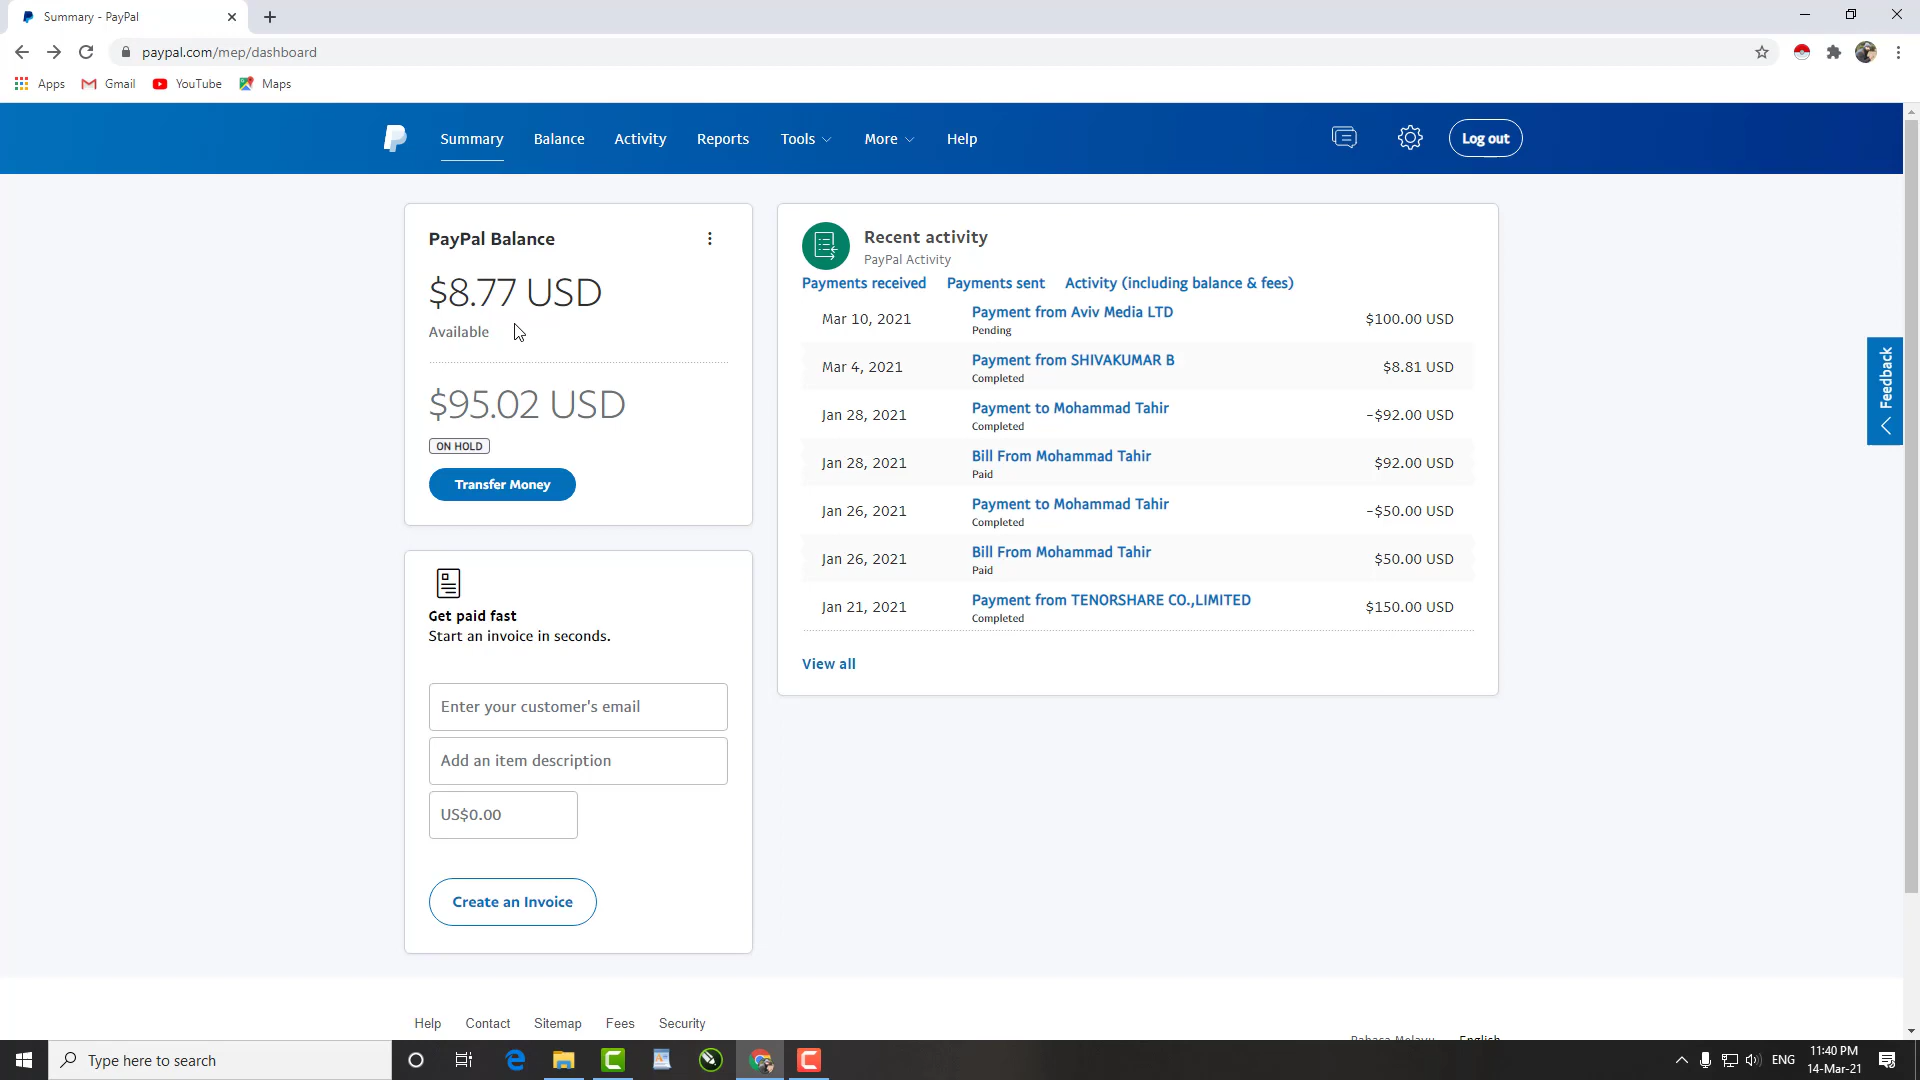 Summary - PayPal
paypal.com/mep/dashboard
Apps Gmail YouTube Maps
Summary Balance Activity Reports Tools More Help Log out
PayPal Balance
$8.77 USD
Available
$95.02 USD
ON HOLD
Transfer Money
Get paid fast
Start an invoice in seconds.
Enter your customer's email
Add an item description
US$0.00
Create an Invoice
Recent activity
PayPal Activity
Payments received Payments sent Activity (including balance & fees)
Mar 10, 2021 Payment from Aviv Media LTD $100.00 USD
Pending
Mar 4, 2021 Payment from SHIVAKUMAR B $8.81 USD
Completed
Jan 28, 2021 Payment to Mohammad Tahir -$92.00 USD
Completed
Jan 28, 2021 Bill From Mohammad Tahir $92.00 USD
Paid
Jan 26, 2021 Payment to Mohammad Tahir -$50.00 USD
Completed
Jan 26, 2021 Bill From Mohammad Tahir $50.00 USD
Paid
Jan 21, 2021 Payment from TENORSHARE CO.,LIMITED $150.00 USD
Completed
View all
Feedback
Help Contact Sitemap Fees Security
Bahasa Melayu English
Type here to search
ENG
11:40 PM
14-Mar-21